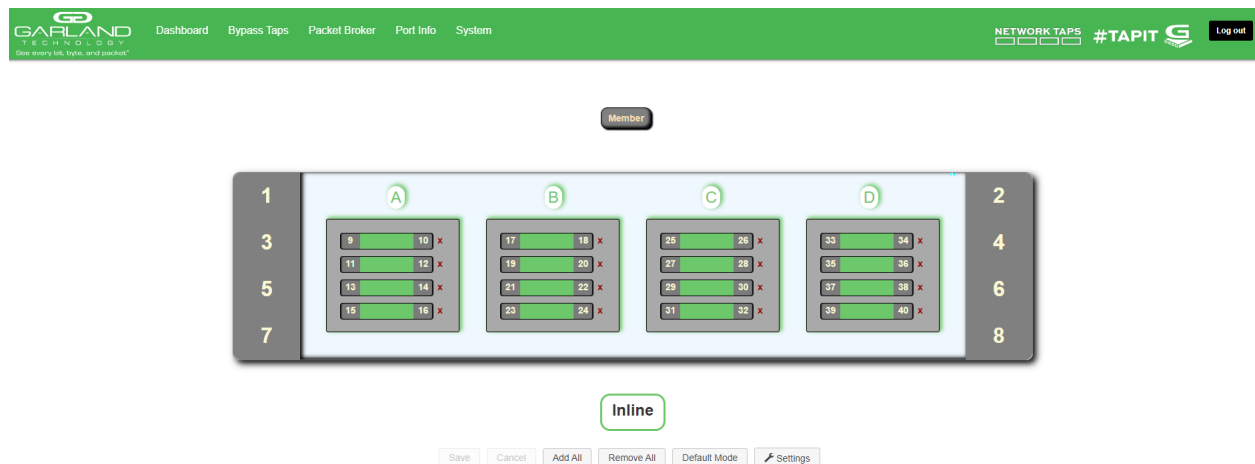 GARLAND
TECHNOLOGY
See every bit, byte, and packet®
Dashboard Bypass Taps Packet Broker Port Info System
NETWORK TAPS
#TAPIT
Log out
Member
1 A B C D 2
3 9 10 x 17 18 x 25 26 x 33 34 x 4
11 12 x 19 20 x 27 28 x 35 36 x
5 13 14 x 21 22 x 29 30 x 37 38 x 6
15 16 x 23 24 x 31 32 x 39 40 x
7 8
Inline
Save Cancel Add All Remove All Default Mode Settings